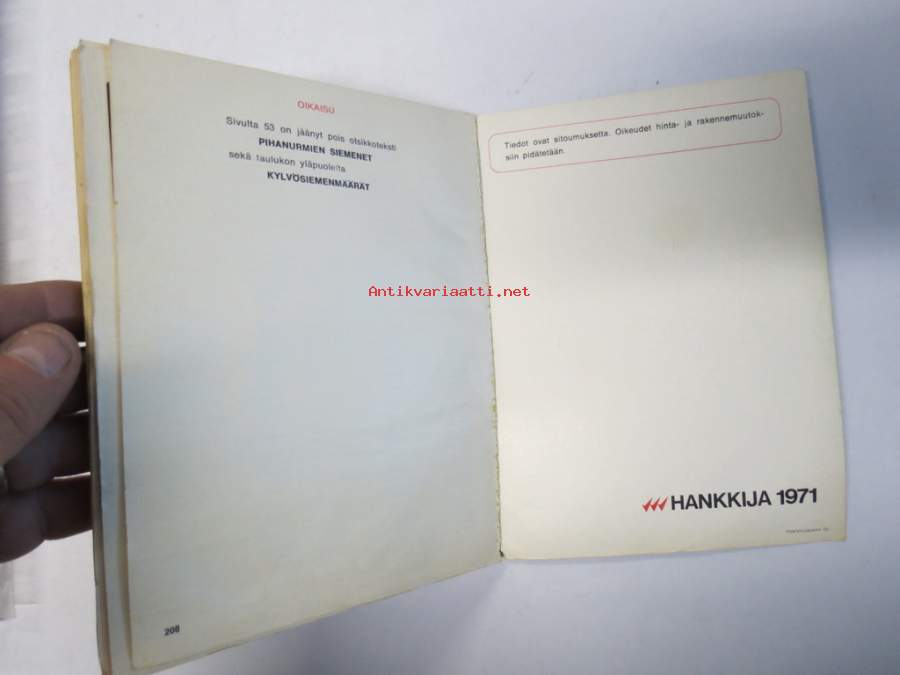 OIKAISU
Sivulta 53 on jäänyt pois otsikkoteksti
PIHANURMIEN SIEMENET
sekä taulukon yläpuolelta
KYLVÖSIEMENMÄÄRÄT
208
Tiedot ovat sitoumuksetta. Oikeudet hinta- ja rakennemuutok-
siin pidätetään.
Antikvariaatti.net
HANKKIJA 1971